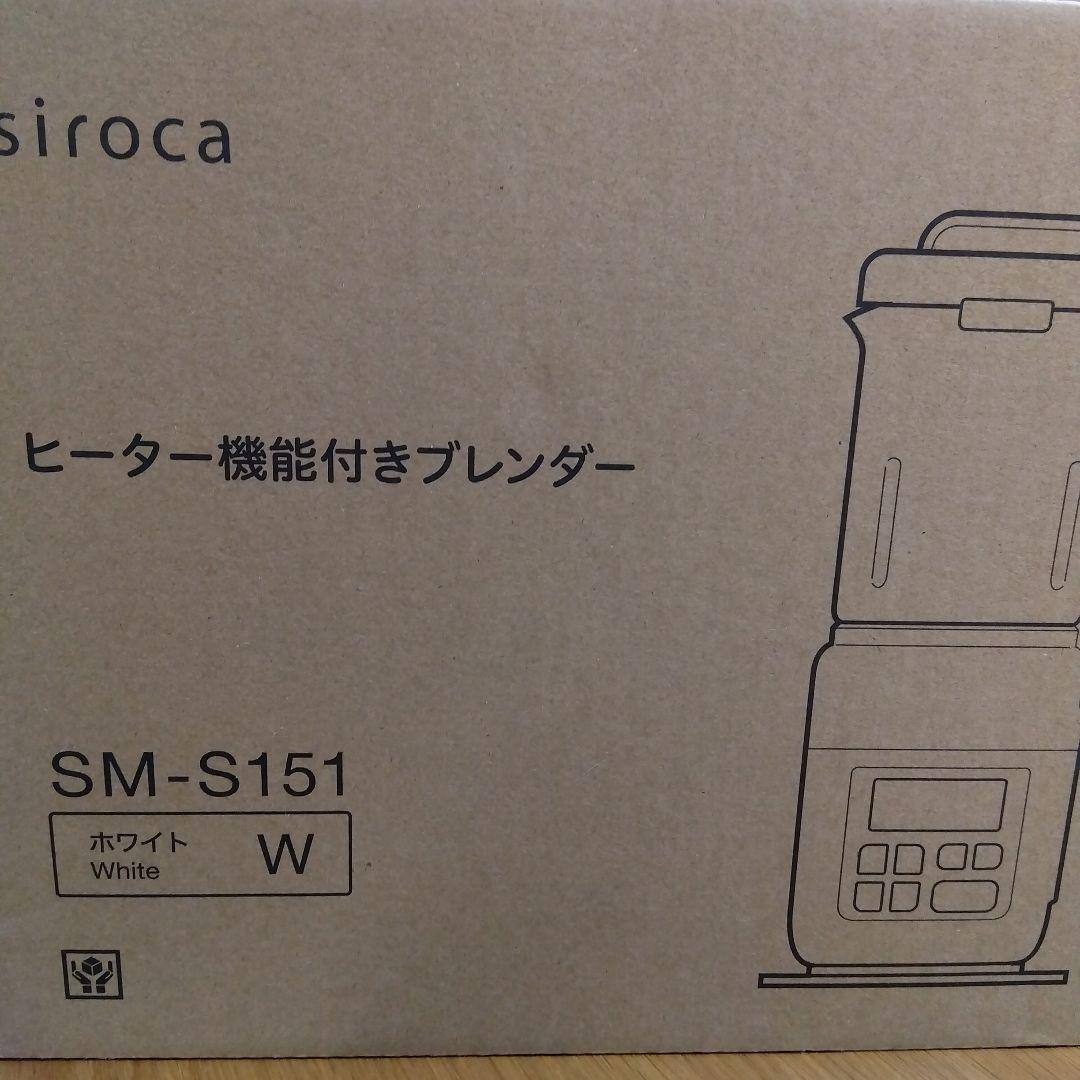 siroca
ヒーター機能付きブレンダー
SM-S151
ホワイト
White
W